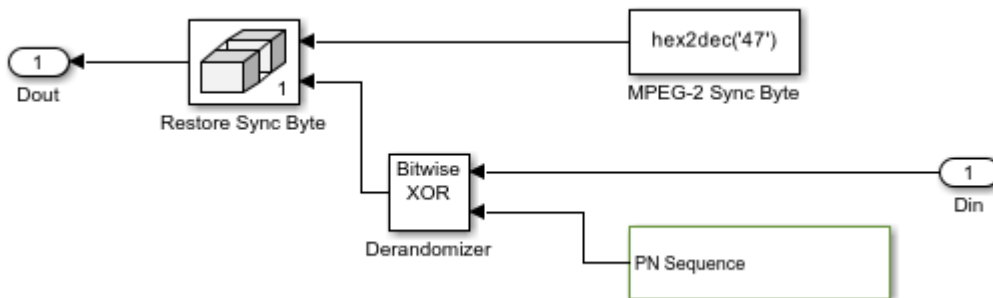 hex2dec('47')
1
Dout
1
Restore Sync Byte
MPEG-2 Sync Byte
Bitwise
XOR
1
Din
Derandomizer
PN Sequence